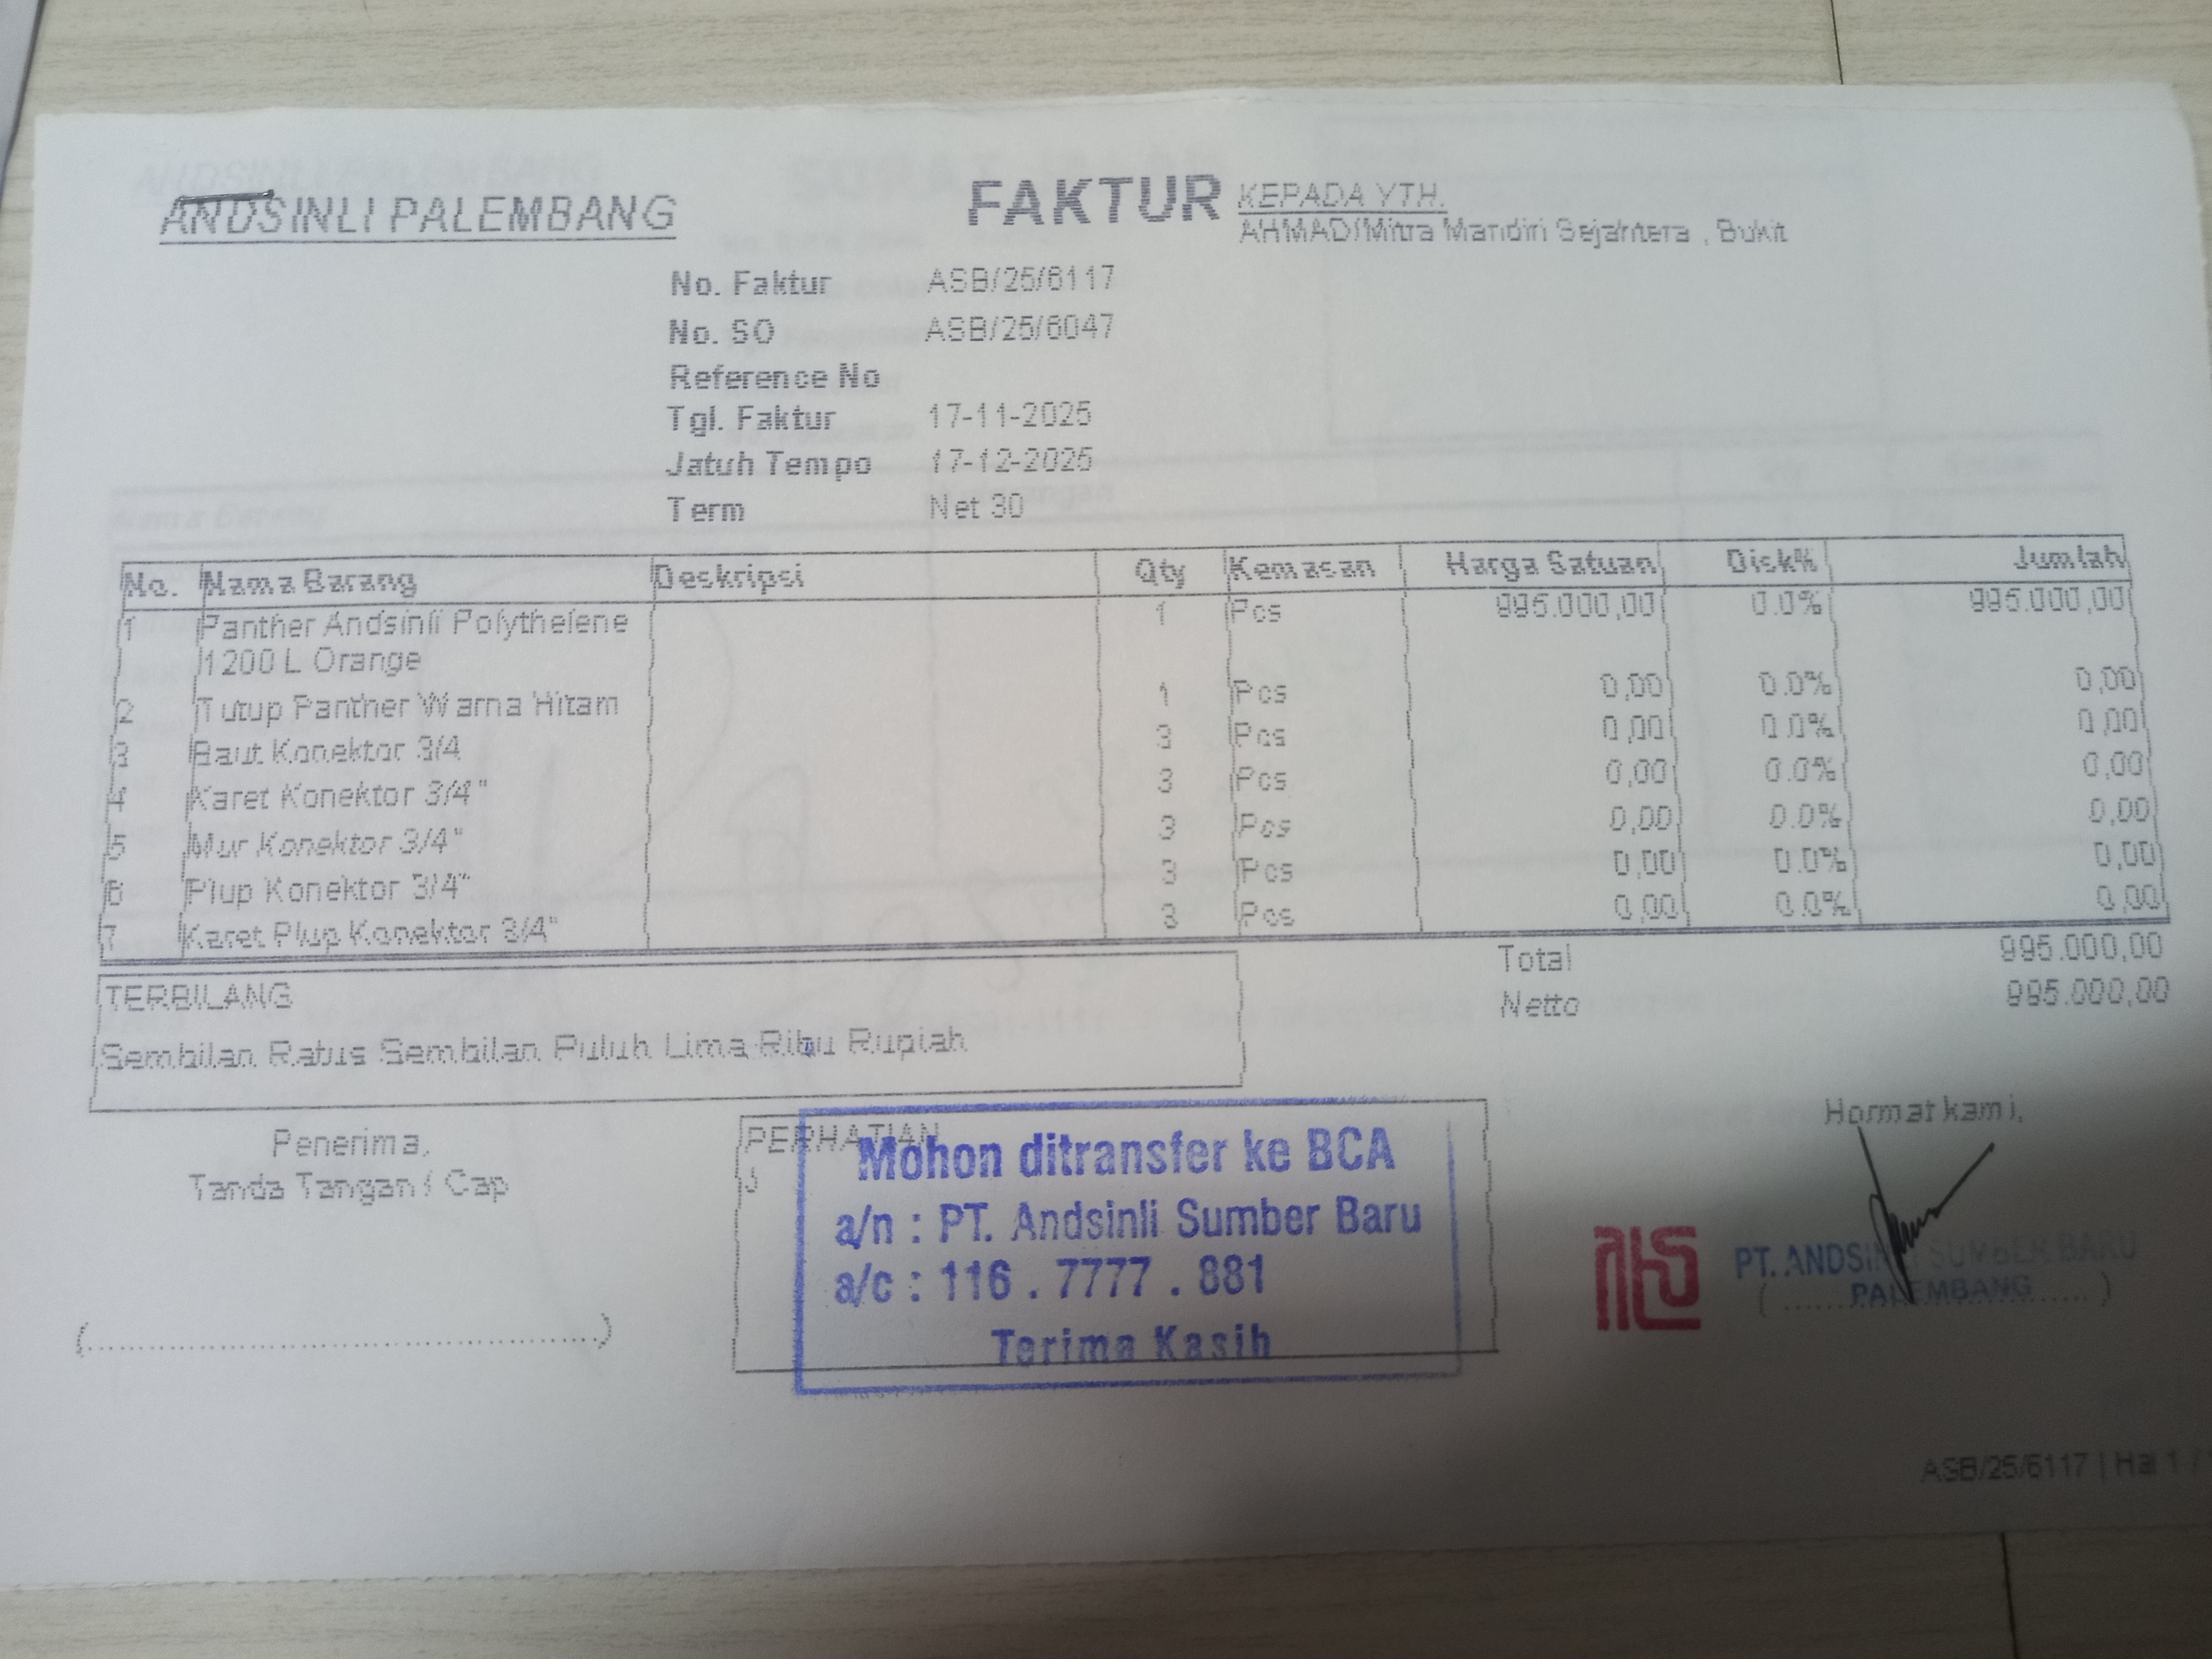 ANDSINLI PALEMBANG
FAKTUR
KEPADA YTH.
AHMAD/Mitra Mandiri Sejahtera , Bukit
No. Faktur ASB/25/6117
No. SO ASB/25/6047
Reference No
Tgl. Faktur 17-11-2025
Jatuh Tempo 17-12-2025
Term Net 30
No. Nama Barang Deskripsi Qty Kemasan Harga Satuan Disk% Jumlah
1 Panther Andsinli Polythelene 1 Pcs 995.000,00 0.0% 995.000,00
1200 L Orange
2 Tutup Panther Warna Hitam 1 Pcs 0,00 0.0% 0,00
3 Baut Konektor 3/4 3 Pcs 0,00 0.0% 0,00
4 Karet Konektor 3/4" 3 Pcs 0,00 0.0% 0,00
5 Mur Konektor 3/4" 3 Pcs 0,00 0.0% 0,00
6 Plup Konektor 3/4" 3 Pcs 0,00 0.0% 0,00
7 Karet Plup Konektor 3/4" 3 Pcs 0,00 0.0% 0,00
Total 995.000,00
Netto 995.000,00
TERBILANG
Sembilan Ratus Sembilan Puluh Lima Ribu Rupiah
Penerima,
Tanda Tangan / Cap
(........................................)
PERHATIAN
Mohon ditransfer ke BCA
a/n : PT. Andsinli Sumber Baru
a/c : 116 . 7777 . 881
Terima Kasih
Hormat kami,
PT. ANDSINLI SUMBER BARU
PALEMBANG
ASB/25/6117 | Hal 1 /